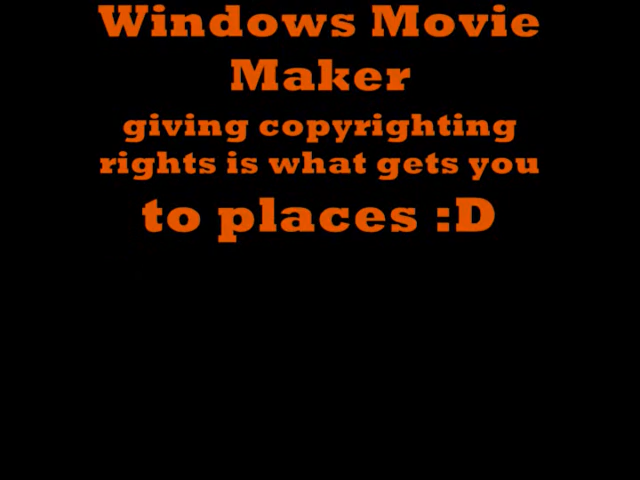 Windows Movie
Maker
giving copyrighting
rights is what gets you
to places :D